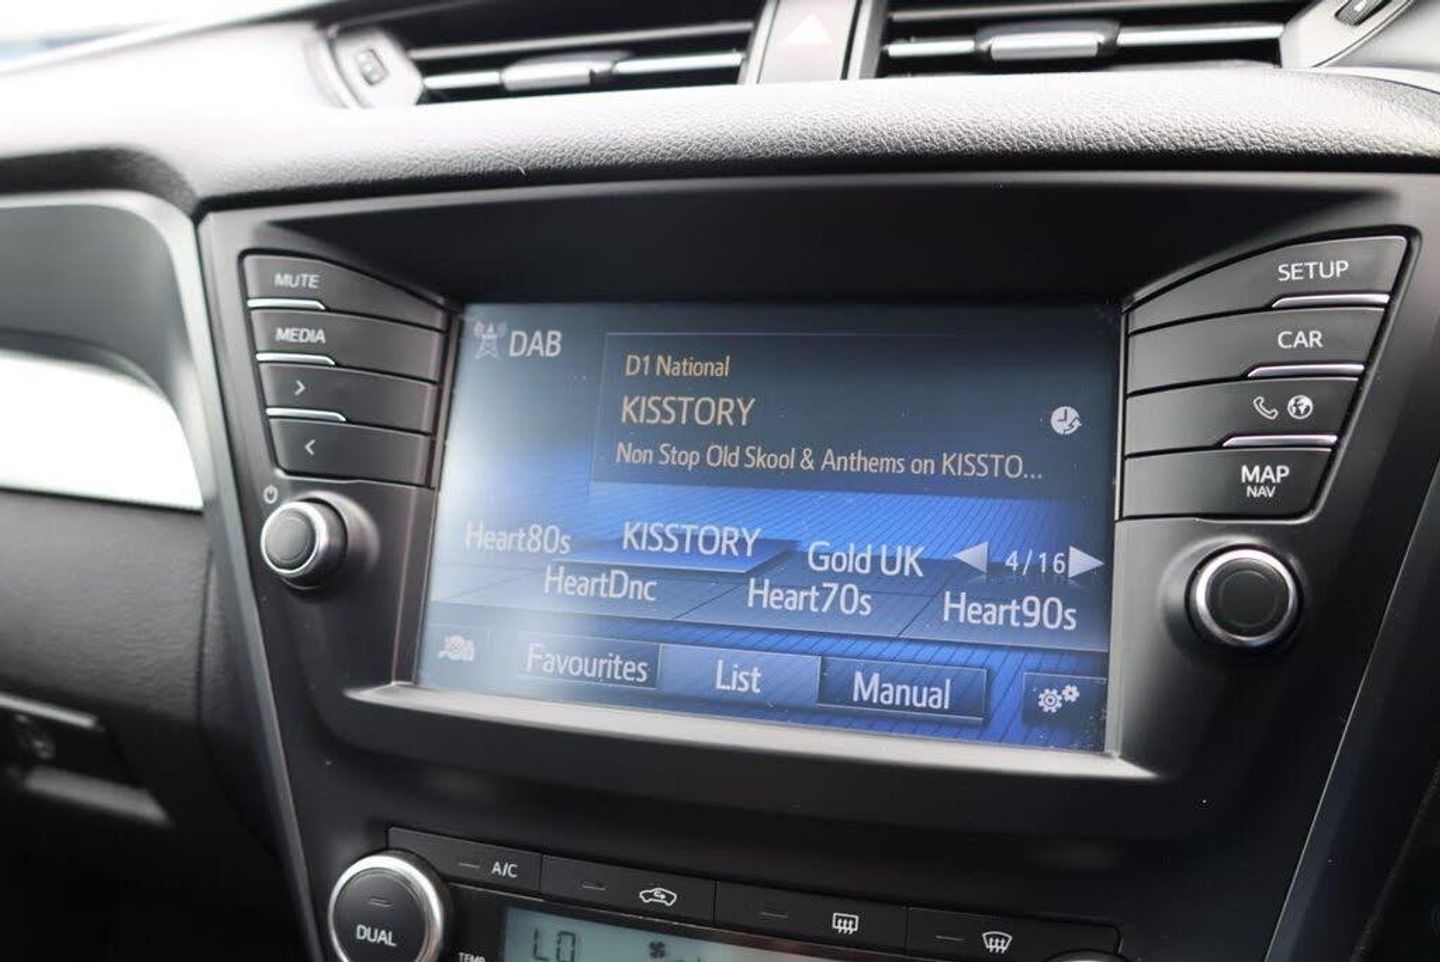 MUTE
MEDIA
>
<
SETUP
CAR
MAP
NAV
DAB
D1 National
KISSTORY
Non Stop Old Skool & Anthems on KISSTO...
Heart80s
KISSTORY
Gold UK
4/16
HeartDnc
Heart70s
Heart90s
Favourites
List
Manual
A/C
DUAL
TEMP
LO